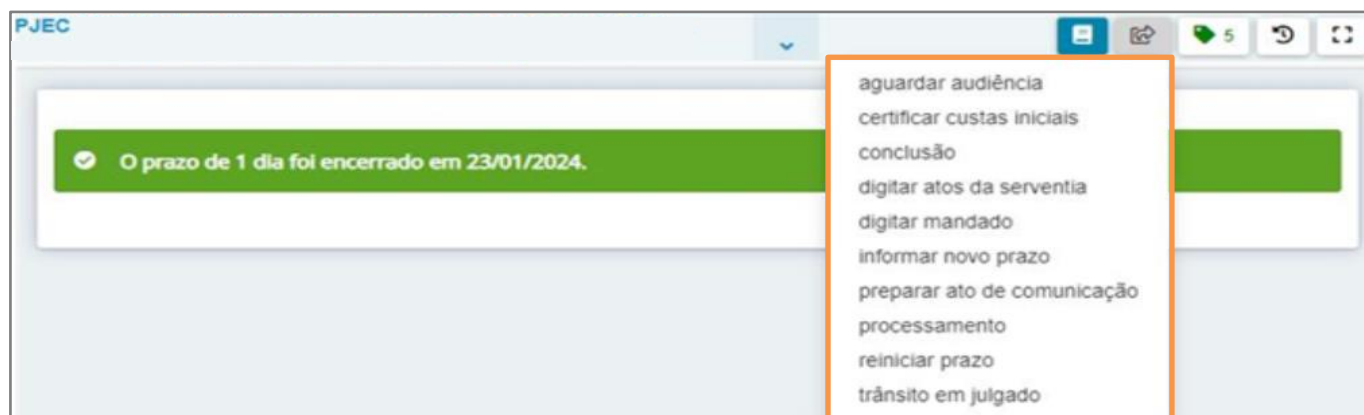 PJEC
5
aguardar audiência
certificar custas iniciais
conclusão
O prazo de 1 dia foi encerrado em 23/01/2024.
digitar atos da serventia
digitar mandado
informar novo prazo
preparar ato de comunicação
processamento
reiniciar prazo
trânsito em julgado